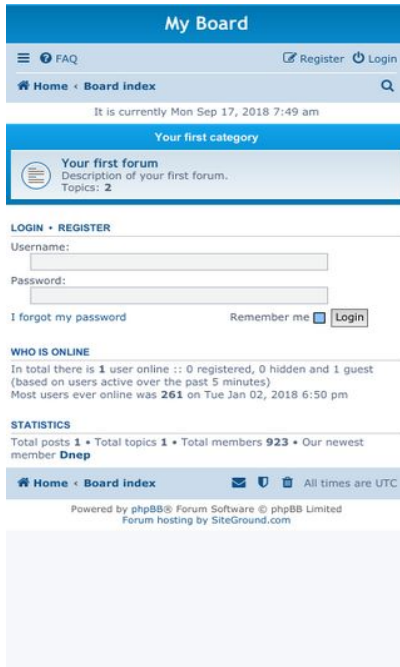 My Board
FAQ
Register Login
Home ‹ Board index
It is currently Mon Sep 17, 2018 7:49 am
Your first category
Your first forum
Description of your first forum.
Topics: 2
LOGIN • REGISTER
Username:
Password:
I forgot my password
Remember me Login
WHO IS ONLINE
In total there is 1 user online :: 0 registered, 0 hidden and 1 guest
(based on users active over the past 5 minutes)
Most users ever online was 261 on Tue Jan 02, 2018 6:50 pm
STATISTICS
Total posts 1 • Total topics 1 • Total members 923 • Our newest
member Dnep
Home ‹ Board index
All times are UTC
Powered by phpBB® Forum Software © phpBB Limited
Forum hosting by SiteGround.com